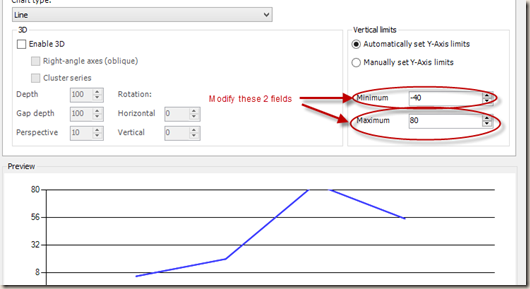 Chart type:
Line
3D
Enable 3D
Right-angle axes (oblique)
Cluster series
Depth 100 Rotation:
Gap depth 100 Horizontal 0
Perspective 10 Vertical 0
Vertical limits
Automatically set Y-Axis limits
Manually set Y-Axis limits
Minimum -40
Maximum 80
Modify these 2 fields
Preview
80
56
32
8